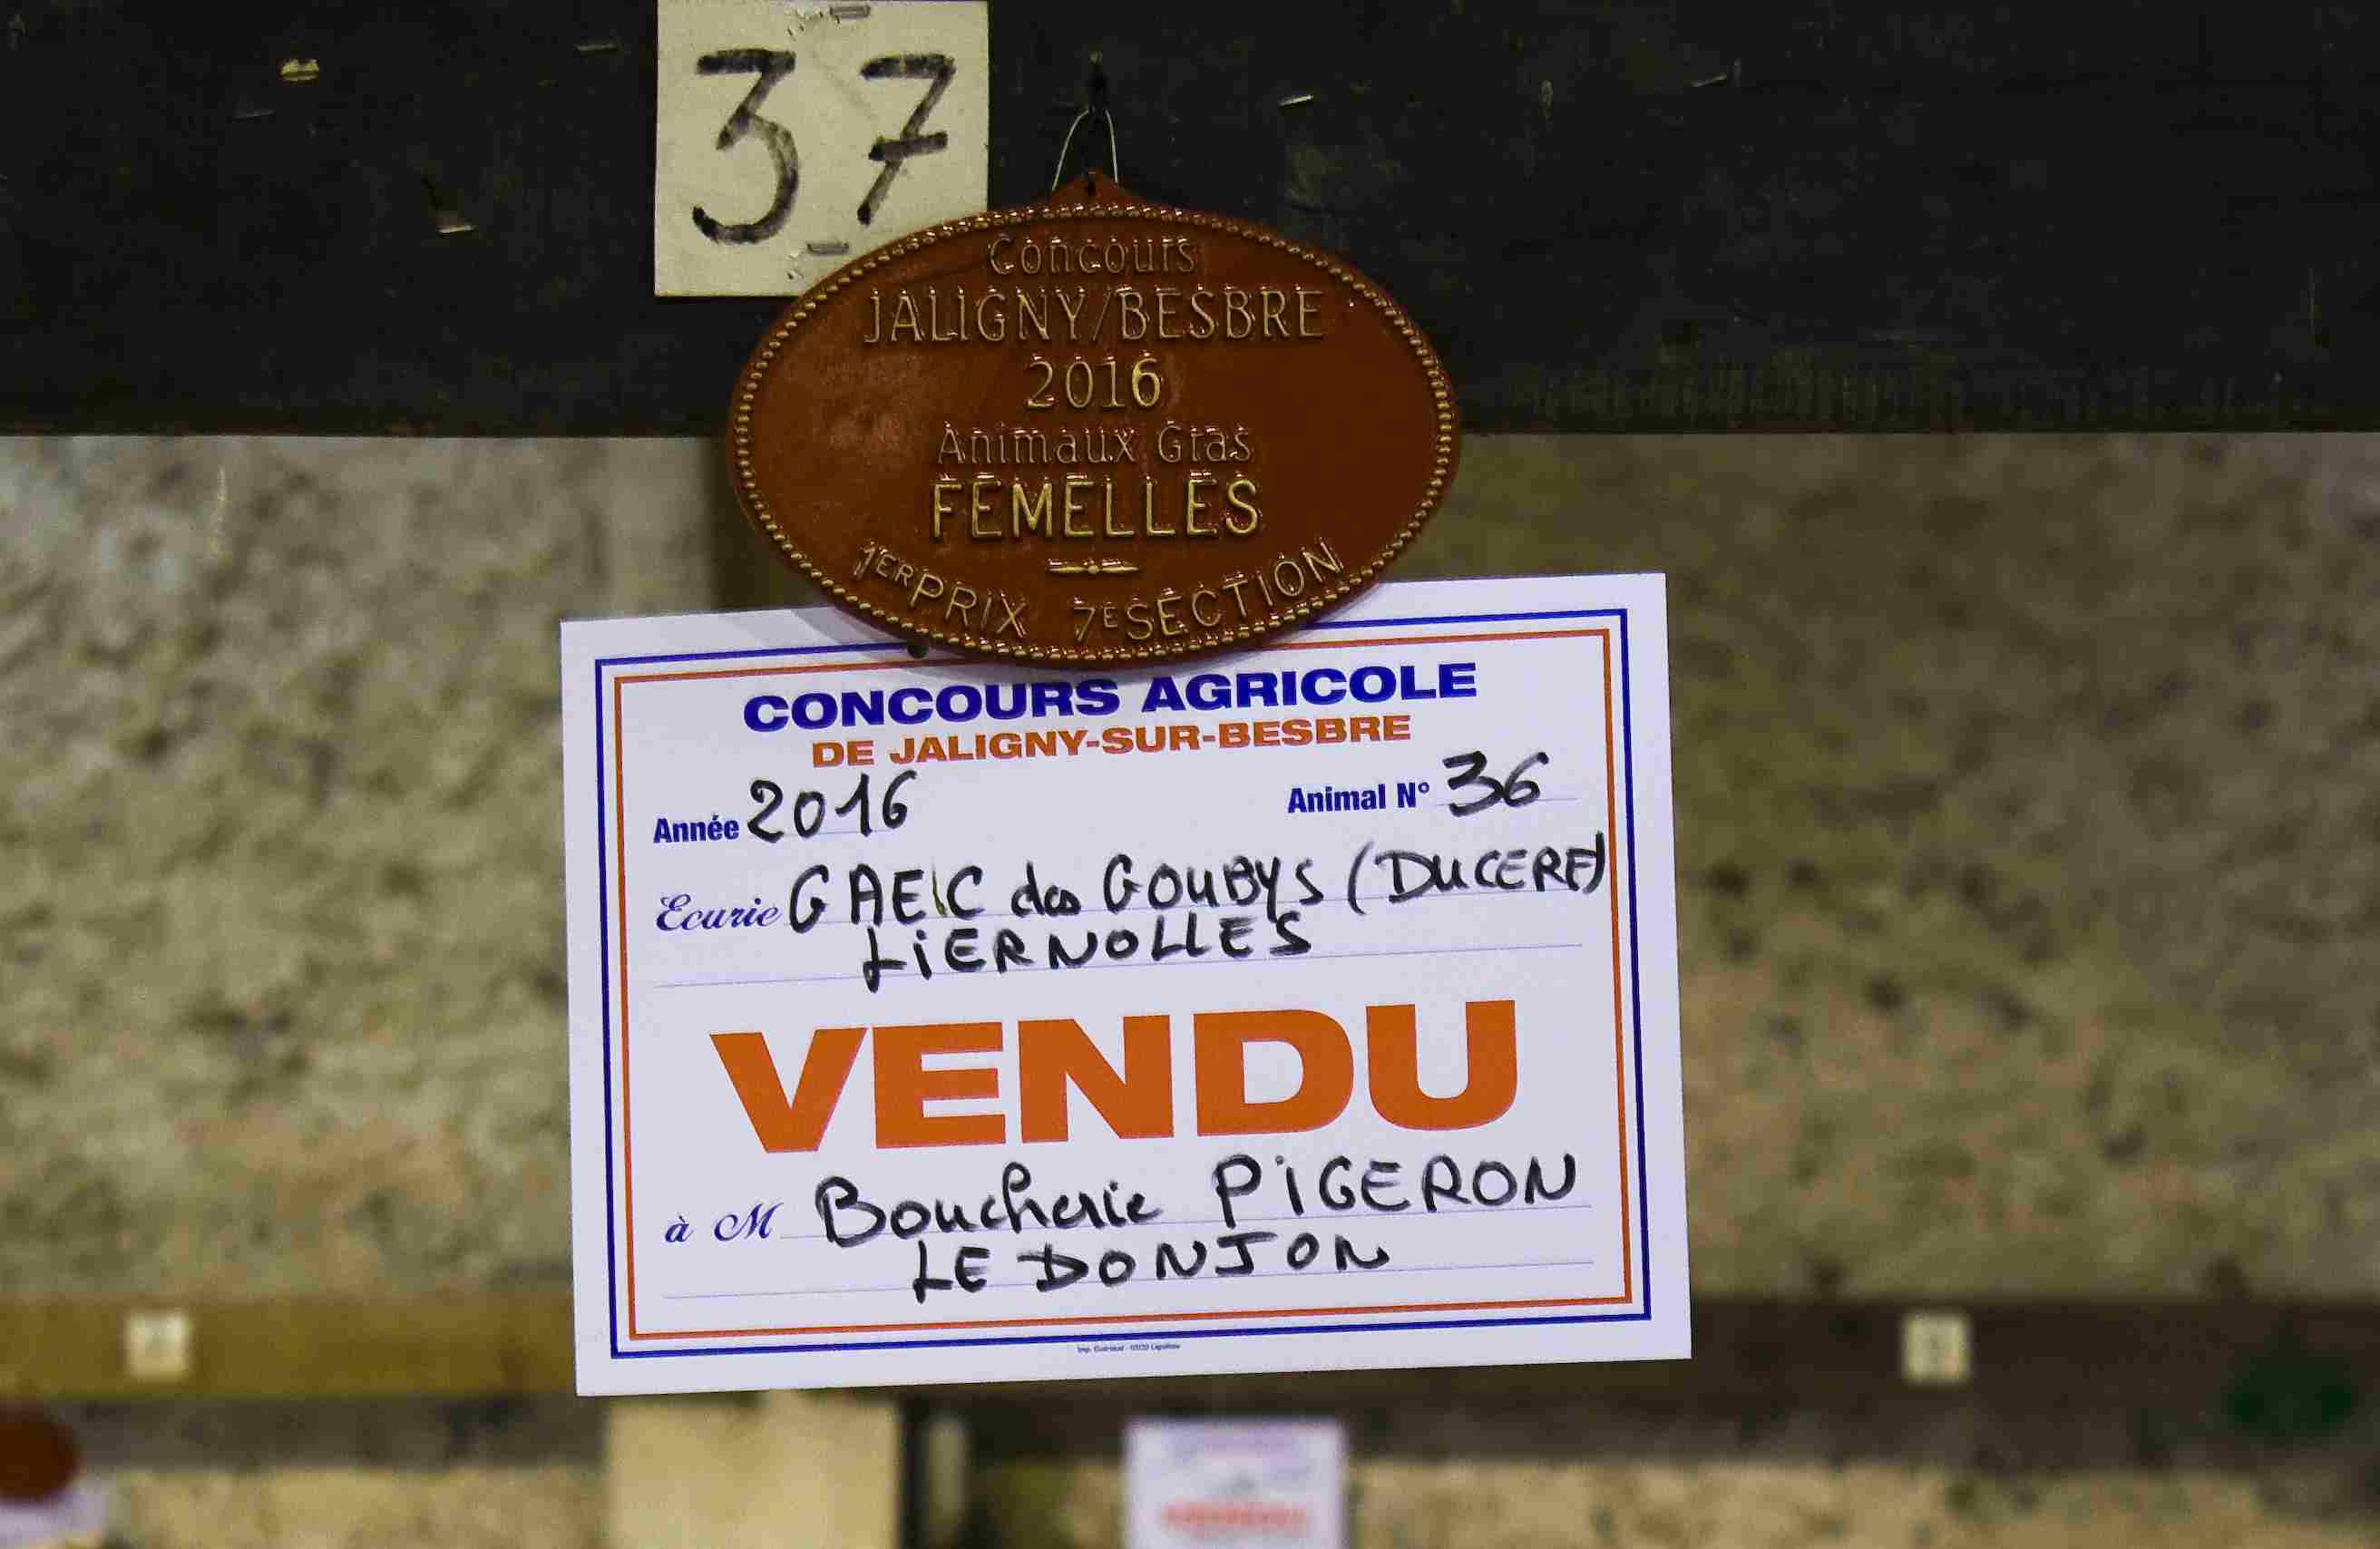 37
Concours
JALIGNY/BESBRE
2016
Animaux Gras
FEMELLES
1ER PRIX 7E SECTION
CONCOURS AGRICOLE
DE JALIGNY-SUR-BESBRE
Année 2016 Animal N° 36
Ecurie GAEC des GOUBYS (DUCERF)
LIERNOLLES
VENDU
à M Boucherie PIGERON
LE DONJON